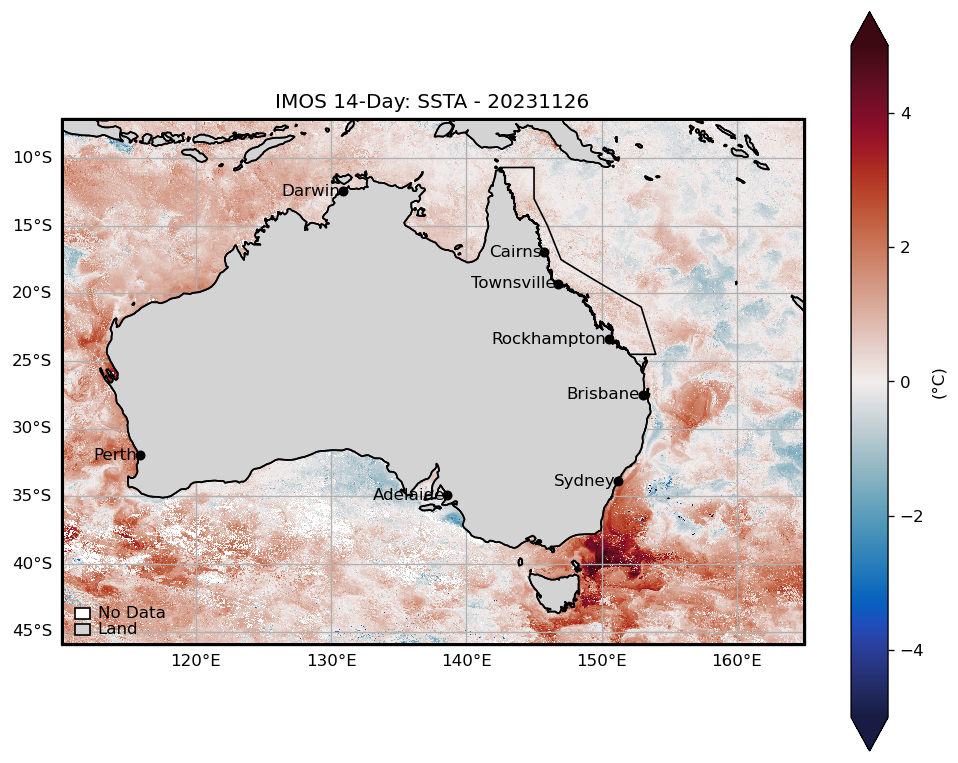 IMOS 14-Day: SSTA - 20231126
10°S
15°S
20°S
25°S
30°S
35°S
40°S
45°S
Darwin
Cairns
Townsville
Rockhampton
Brisbane
Perth
Sydney
Adelaide
No Data
Land
120°E
130°E
140°E
150°E
160°E
4
2
0
−2
−4
(°C)